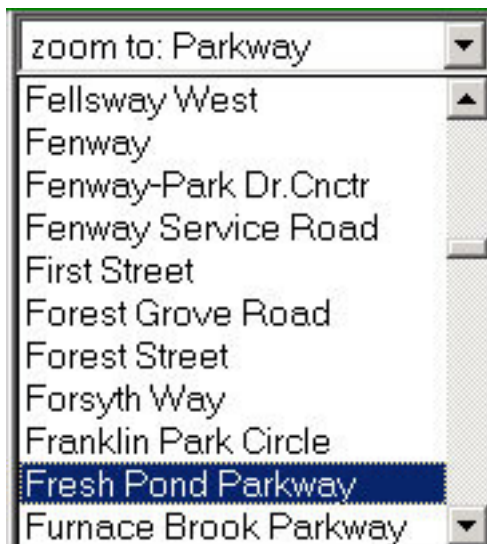 zoom to: Parkway
Fellsway West
Fenway
Fenway-Park Dr.Cnctr
Fenway Service Road
First Street
Forest Grove Road
Forest Street
Forsyth Way
Franklin Park Circle
Fresh Pond Parkway
Furnace Brook Parkway